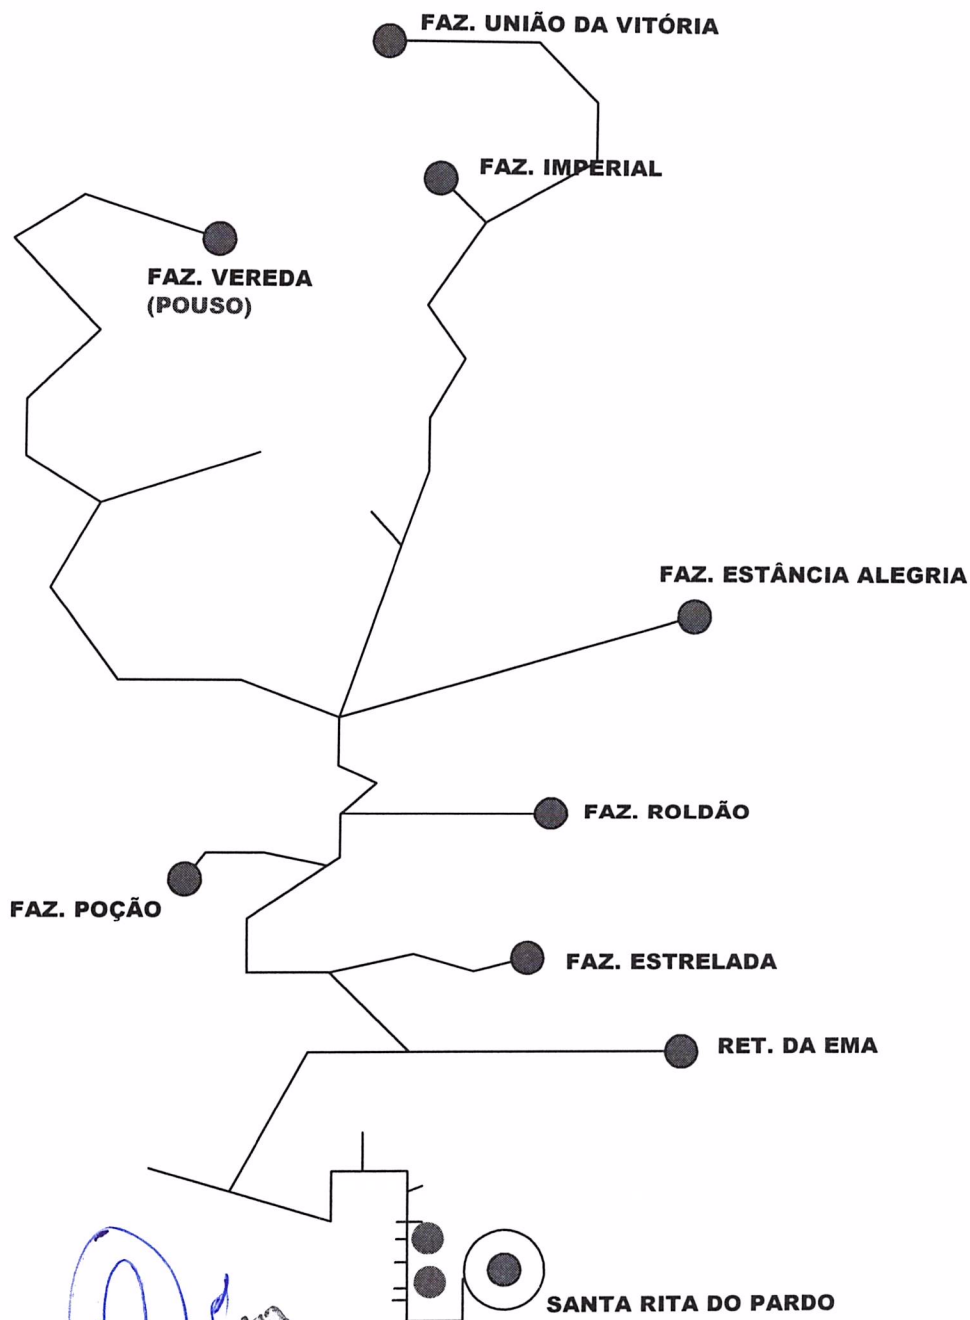 FAZ. UNIÃO DA VITÓRIA
FAZ. IMPERIAL
FAZ. VEREDA
(POUSO)
FAZ. ESTÂNCIA ALEGRIA
FAZ. ROLDÃO
FAZ. POÇÃO
FAZ. ESTRELADA
RET. DA EMA
SANTA RITA DO PARDO